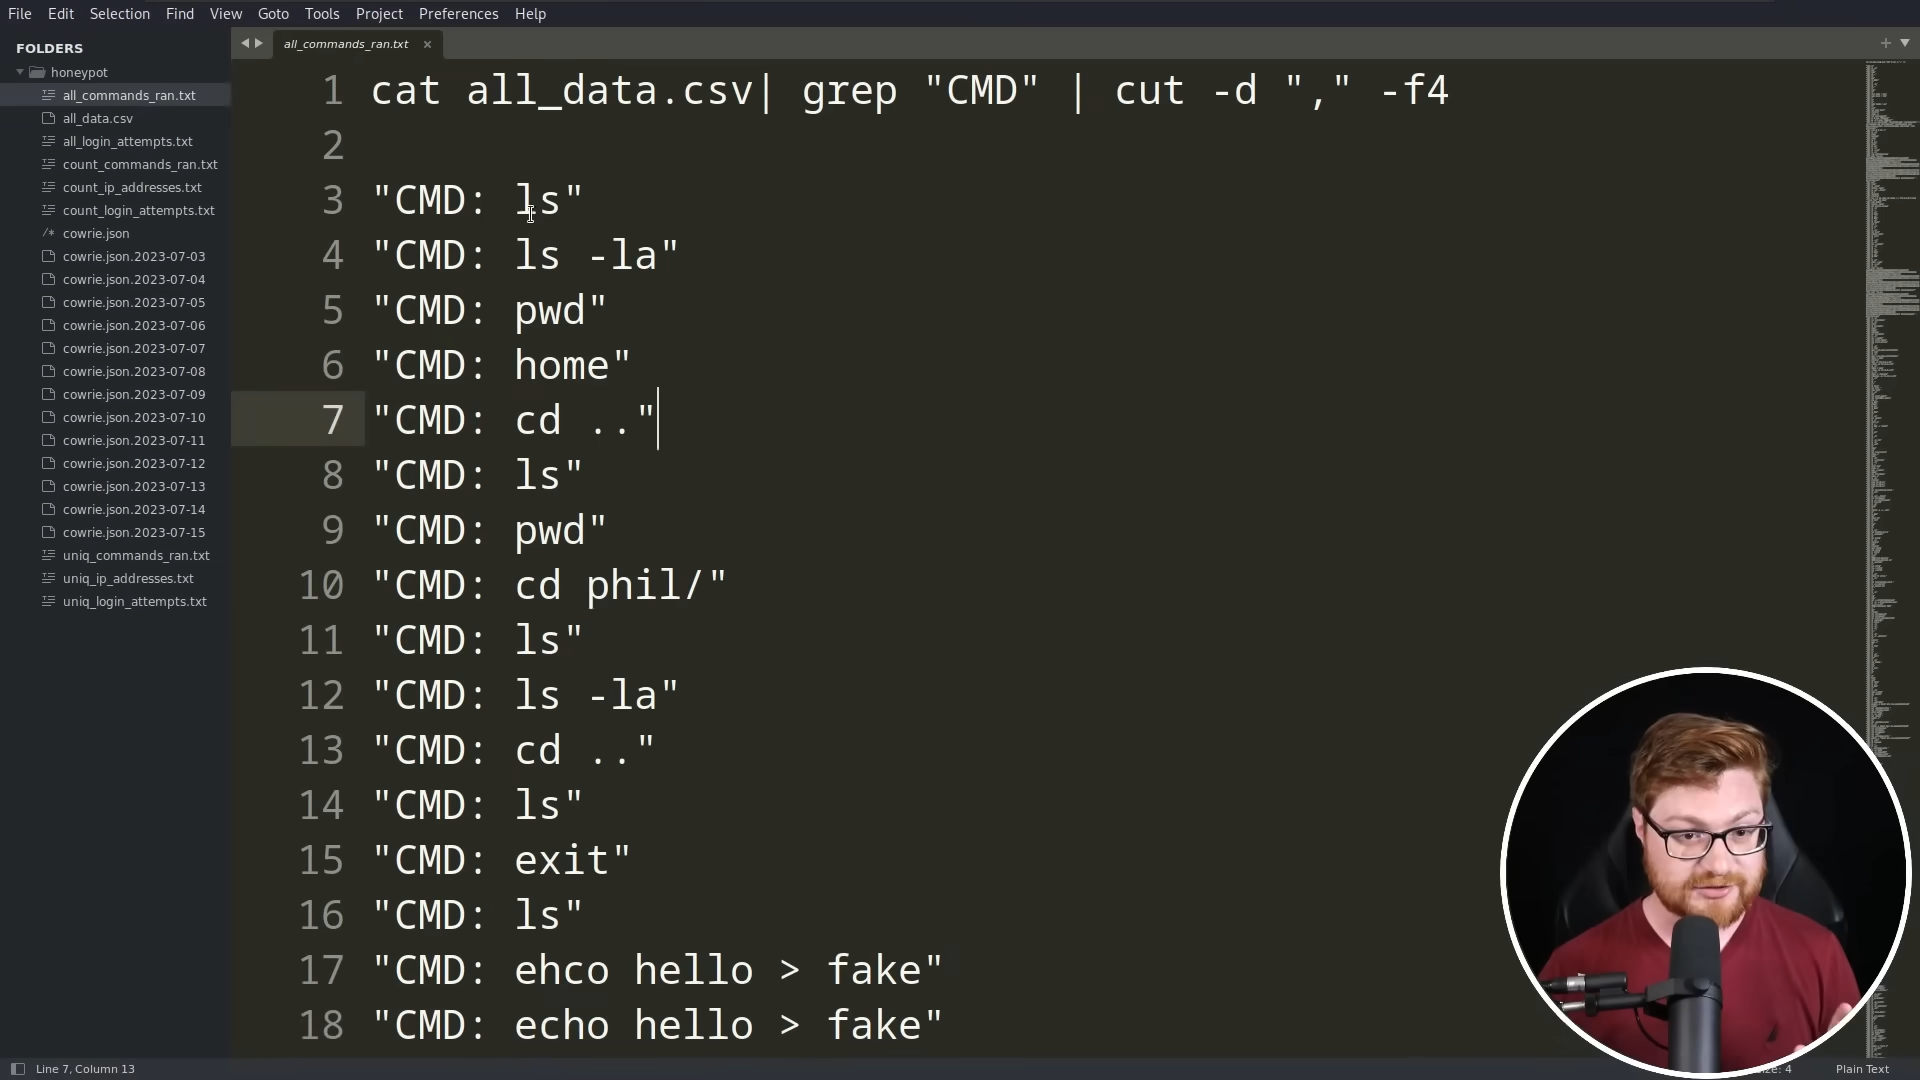 File Edit Selection Find View Goto Tools Project Preferences Help
FOLDERS
honeypot
all_commands_ran.txt
all_data.csv
all_login_attempts.txt
count_commands_ran.txt
count_ip_addresses.txt
count_login_attempts.txt
/* cowrie.json
cowrie.json.2023-07-03
cowrie.json.2023-07-04
cowrie.json.2023-07-05
cowrie.json.2023-07-06
cowrie.json.2023-07-07
cowrie.json.2023-07-08
cowrie.json.2023-07-09
cowrie.json.2023-07-10
cowrie.json.2023-07-11
cowrie.json.2023-07-12
cowrie.json.2023-07-13
cowrie.json.2023-07-14
cowrie.json.2023-07-15
uniq_commands_ran.txt
uniq_ip_addresses.txt
uniq_login_attempts.txt
all_commands_ran.txt ×
1 cat all_data.csv| grep "CMD" | cut -d "," -f4
2
3 "CMD: ls"
4 "CMD: ls -la"
5 "CMD: pwd"
6 "CMD: home"
7 "CMD: cd .."
8 "CMD: ls"
9 "CMD: pwd"
10 "CMD: cd phil/"
11 "CMD: ls"
12 "CMD: ls -la"
13 "CMD: cd .."
14 "CMD: ls"
15 "CMD: exit"
16 "CMD: ls"
17 "CMD: ehco hello > fake"
18 "CMD: echo hello > fake"
Line 7, Column 13
4 Plain Text